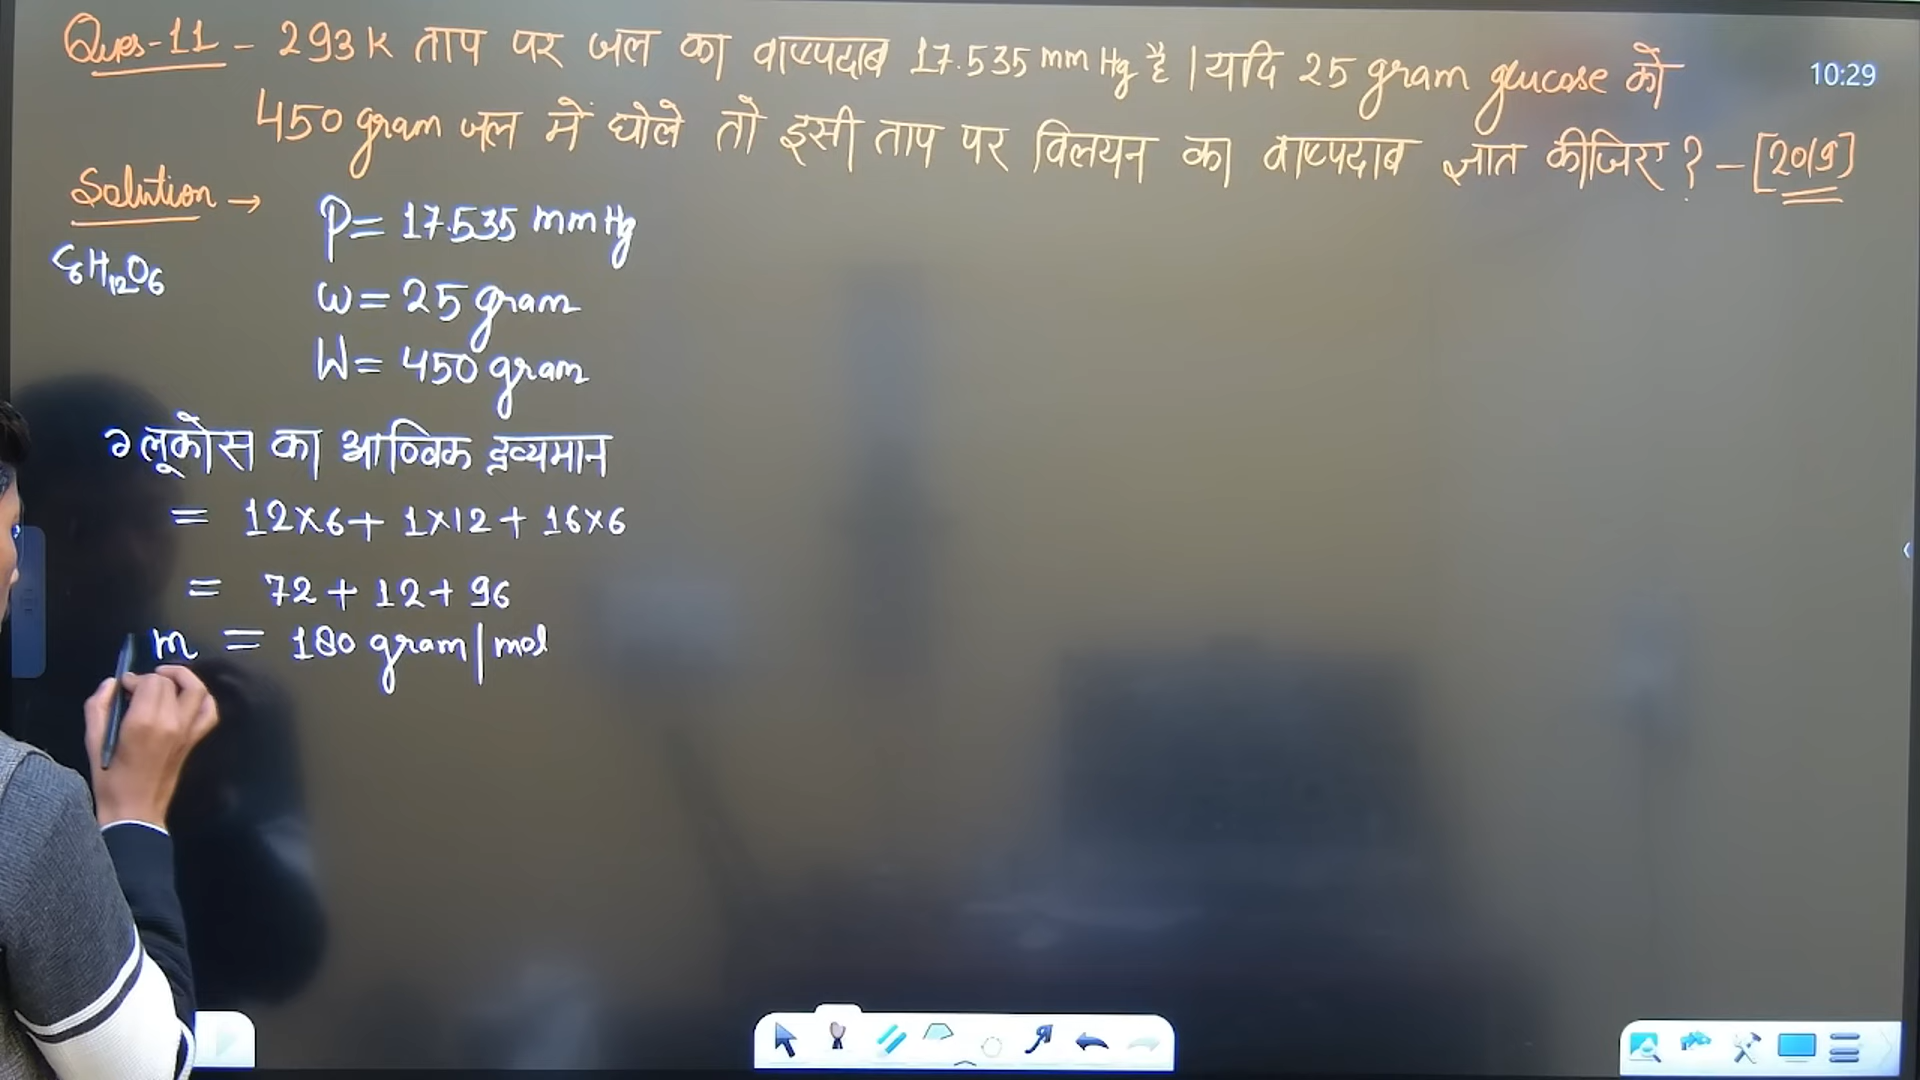 Ques-11 - 293K ताप पर जल का वाष्पदाब 17.535 mm Hg है । यदि 25 gram glucose को
10:29
450 gram जल में घोले तो इसी ताप पर विलयन का वाष्पदाब ज्ञात कीजिए ? - [2019]
Solution →
P = 17.535 mm Hg
C6H12O6
w = 25 gram
W = 450 gram
ग्लूकोस का आण्विक द्रव्यमान
= 12×6 + 1×12 + 16×6
= 72 + 12 + 96
m = 180 gram/mol